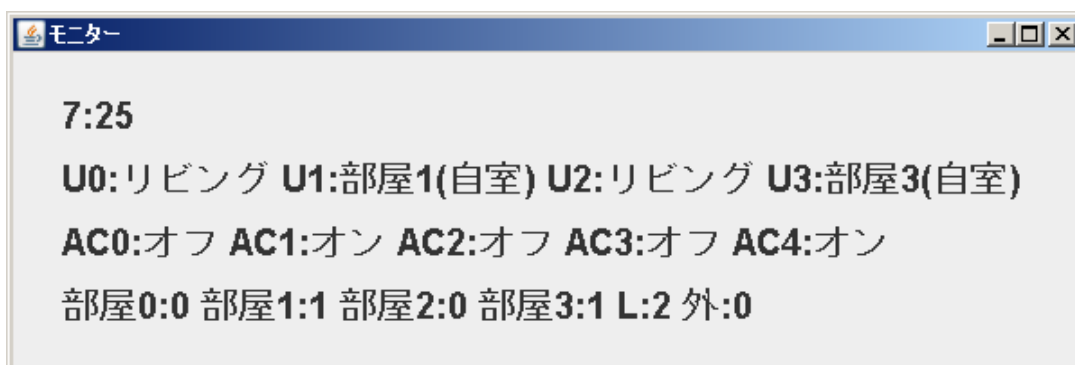 モニター
7:25
U0:リビング U1:部屋1(自室) U2:リビング U3:部屋3(自室)
AC0:オフ AC1:オン AC2:オフ AC3:オフ AC4:オン
部屋0:0 部屋1:1 部屋2:0 部屋3:1 L:2 外:0